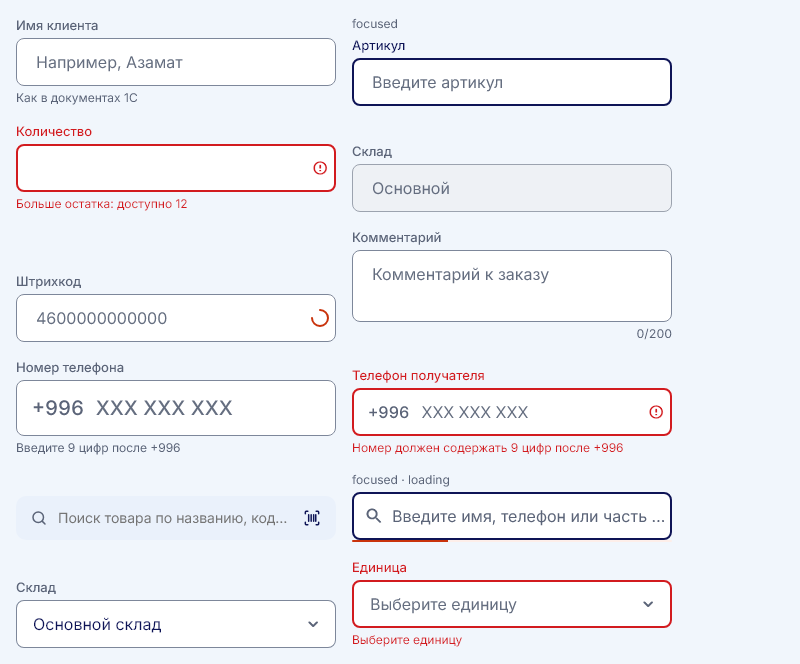 Имя клиента
Например, Азамат
Как в документах 1С
focused
Артикул
Введите артикул
Количество
Больше остатка: доступно 12
Склад
Основной
Штрихкод
4600000000000
Комментарий
Комментарий к заказу
0/200
Номер телефона
+996 XXX XXX XXX
Введите 9 цифр после +996
Телефон получателя
+996 XXX XXX XXX
Номер должен содержать 9 цифр после +996
Поиск товара по названию, код...
focused · loading
Введите имя, телефон или часть ...
Склад
Основной склад
Единица
Выберите единицу
Выберите единицу